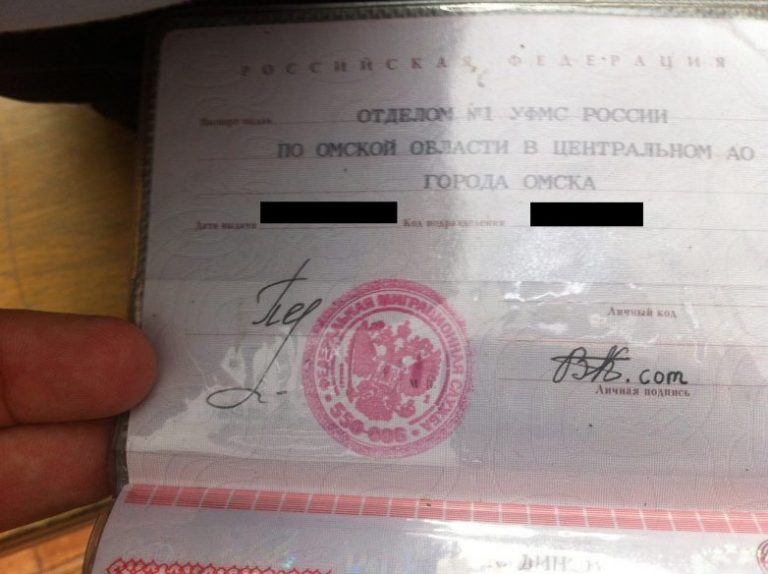 РОССИЙСКАЯ ФЕДЕРАЦИЯ
Паспорт выдан ОТДЕЛОМ №1 УФМС РОССИИ
ПО ОМСКОЙ ОБЛАСТИ В ЦЕНТРАЛЬНОМ АО
ГОРОДА ОМСКА
Дата выдачи Код подразделения
Личный код
ФЕДЕРАЛЬНАЯ МИГРАЦИОННАЯ СЛУЖБА
550-006
ВК.com
Личная подпись